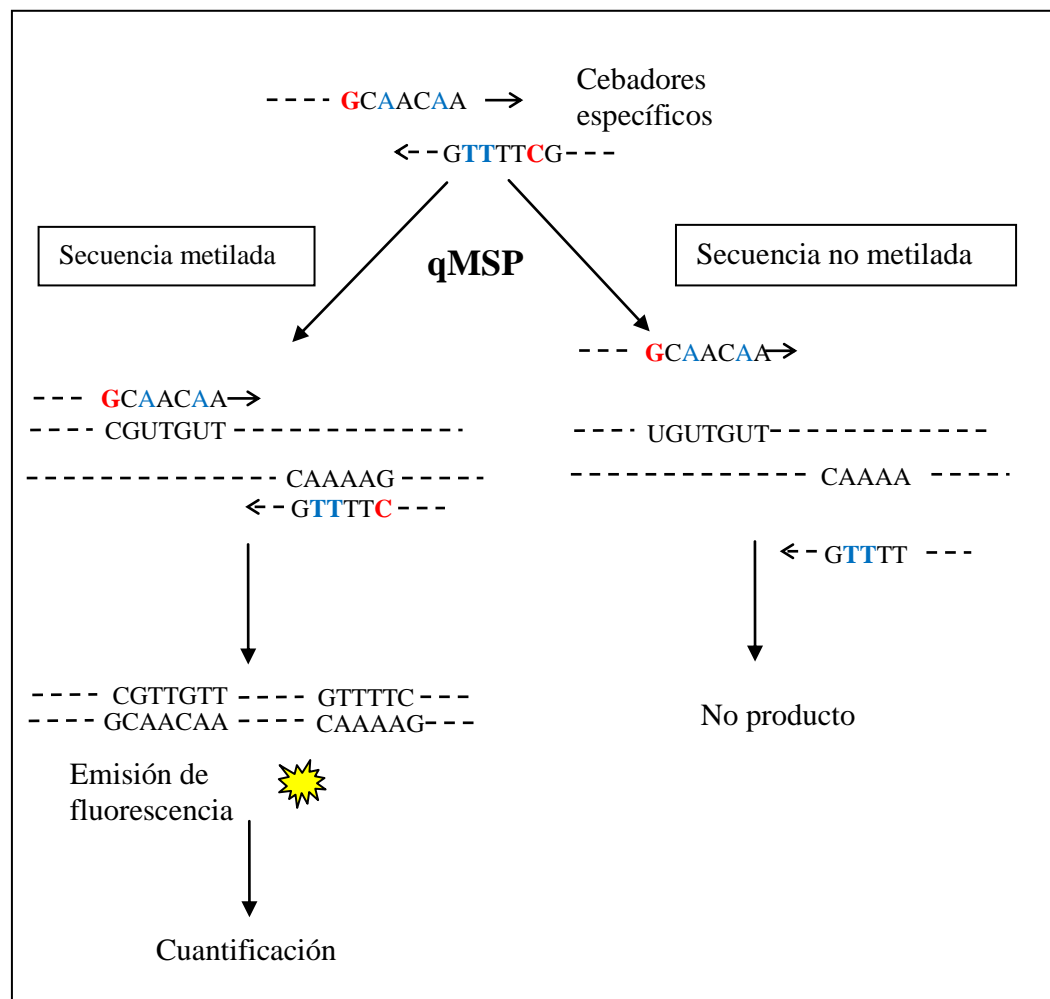 GCAACAA
Cebadores
específicos
GTTTTCG
Secuencia metilada
qMSP
Secuencia no metilada
GCAACAA
CGUTGUT
CAAAAG
GTTTTC
GCAACAA
UGUTGUT
CAAAA
GTTTT
CGTTGTT GTTTTC
GCAACAA CAAAAG
No producto
Emisión de
fluorescencia
Cuantificación